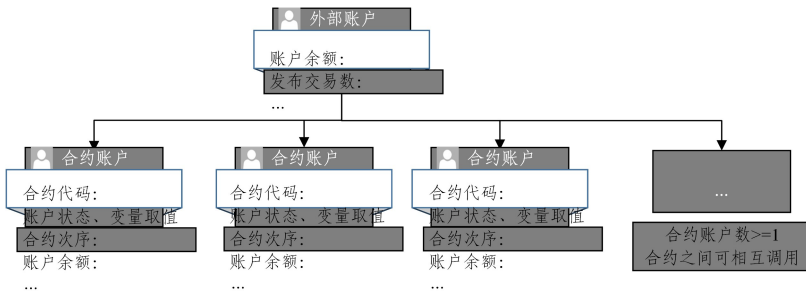 外部账户
账户余额:
发布交易数:
...
合约账户
合约代码:
账户状态、变量取值
合约次序:
账户余额:
...
合约账户
合约代码:
账户状态、变量取值
合约次序:
账户余额:
...
合约账户
合约代码:
账户状态、变量取值
合约次序:
账户余额:
...
...
合约账户数>=1
合约之间可相互调用